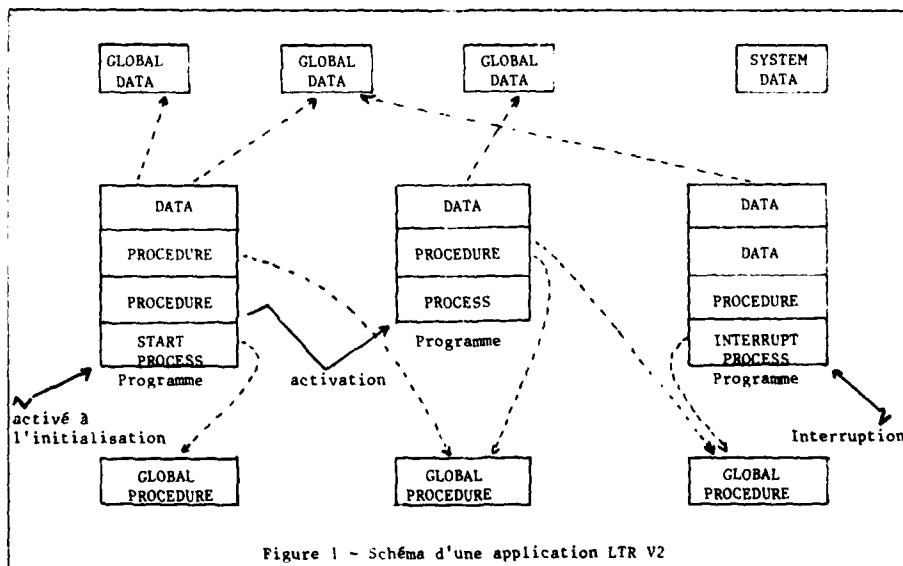 GLOBAL
DATA
GLOBAL
DATA
GLOBAL
DATA
SYSTEM
DATA
DATA
PROCEDURE
PROCEDURE
START
PROCESS
Programme
DATA
PROCEDURE
PROCESS
Programme
DATA
DATA
PROCEDURE
INTERRUPT
PROCESS
Programme
activation
activé à
l'initialisation
Interruption
GLOBAL
PROCEDURE
GLOBAL
PROCEDURE
GLOBAL
PROCEDURE
Figure 1 - Schéma d'une application LTR V2